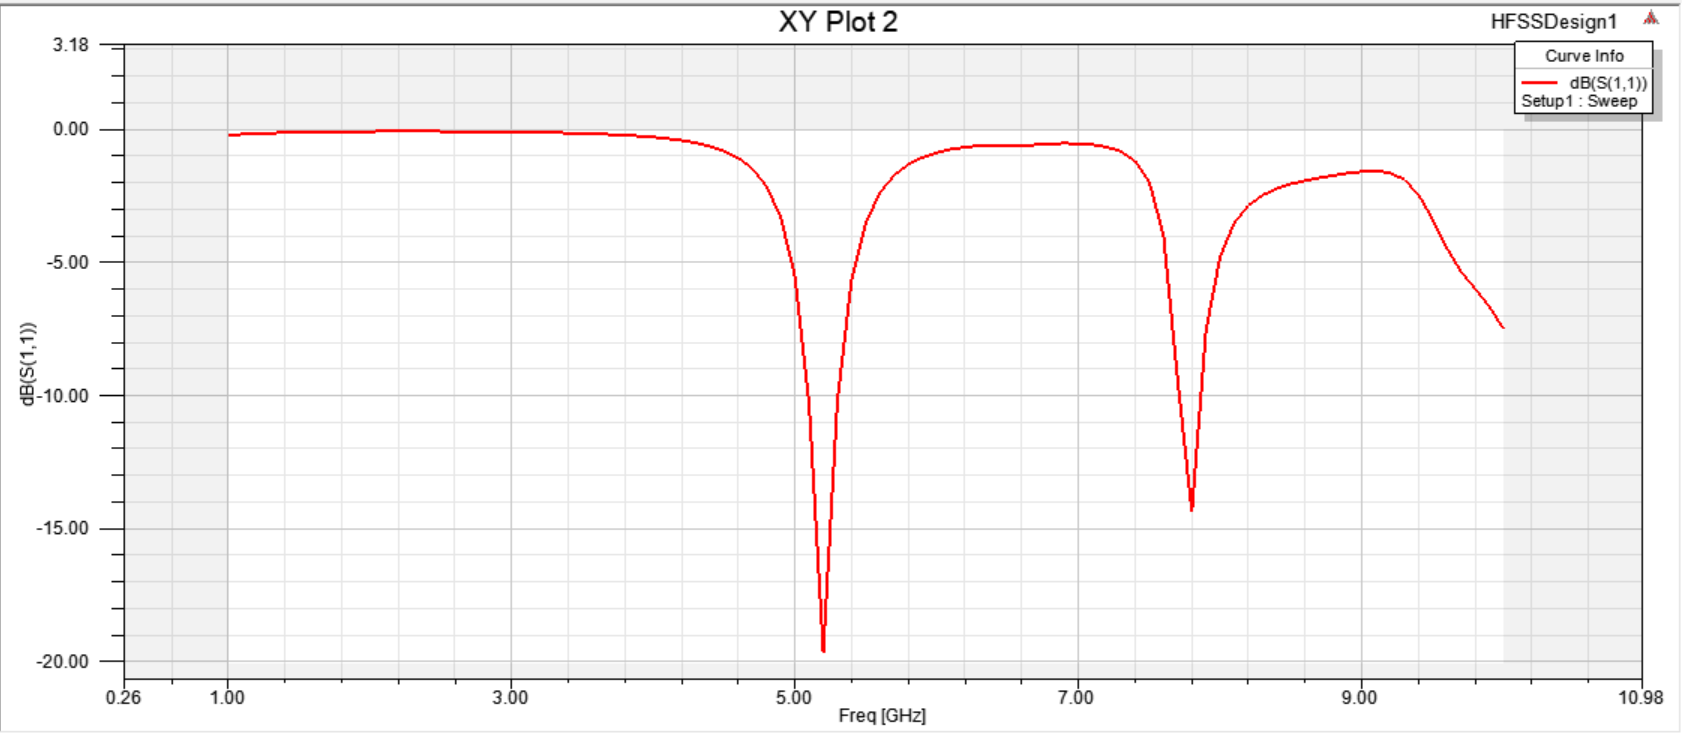 XY Plot 2
HFSSDesign1
Curve Info
dB(S(1,1))
Setup1 : Sweep
3.18
0.00
-5.00
-10.00
-15.00
-20.00
dB(S(1,1))
0.26 1.00 3.00 5.00 7.00 9.00 10.98
Freq [GHz]